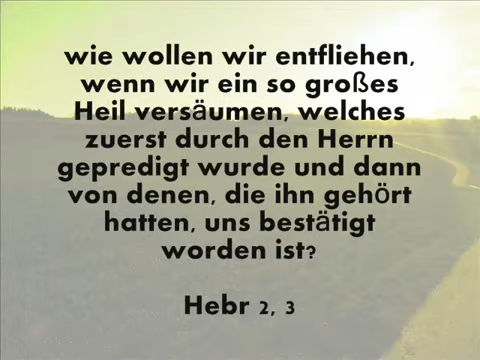 wie wollen wir entfliehen,
wenn wir ein so großes
Heil versäumen, welches
zuerst durch den Herrn
gepredigt wurde und dann
von denen, die ihn gehört
hatten, uns bestätigt
worden ist?
Hebr 2, 3